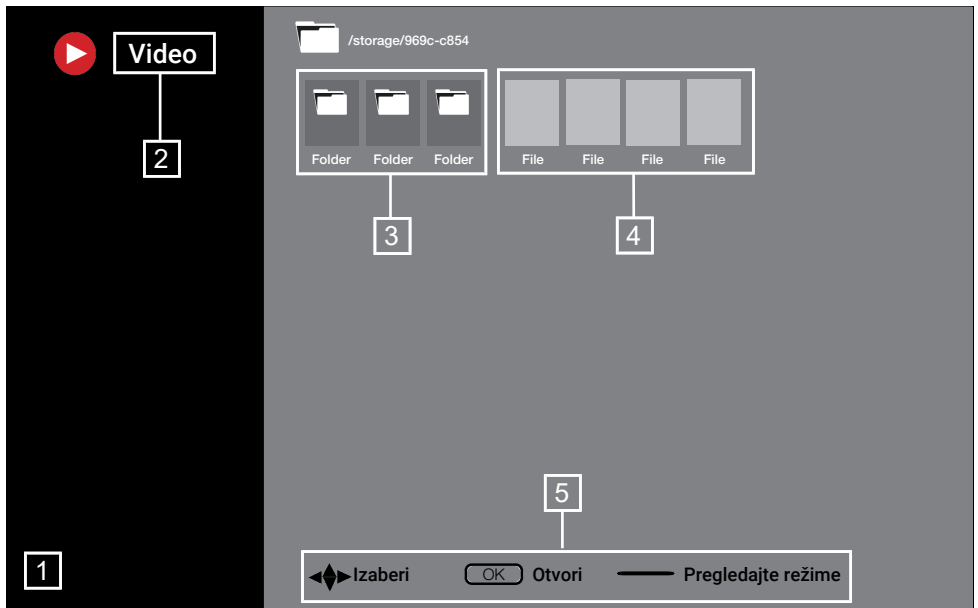 Video
2
/storage/969c-c854
Folder Folder Folder
File File File File
3
4
5
1
Izaberi OK Otvori Pregledajte režime